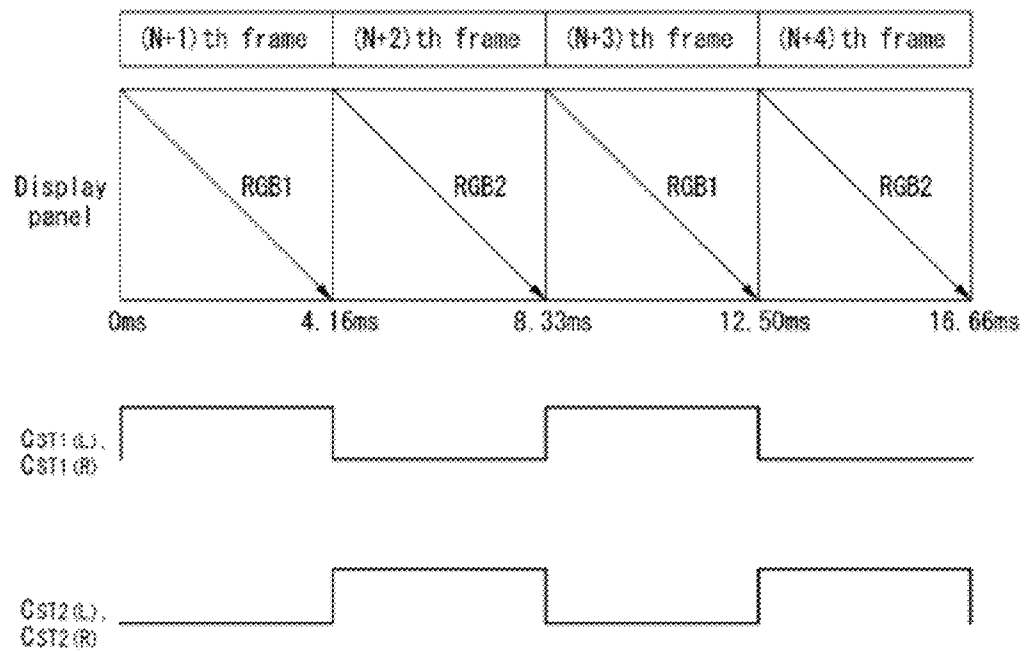 (N+1)th frame (N+2)th frame (N+3)th frame (N+4)th frame
Display
panel
RGB1 RGB2 RGB1 RGB2
0ms 4.16ms 8.33ms 12.50ms 16.66ms
CST1(L),
CST1(R)
CST2(L),
CST2(R)